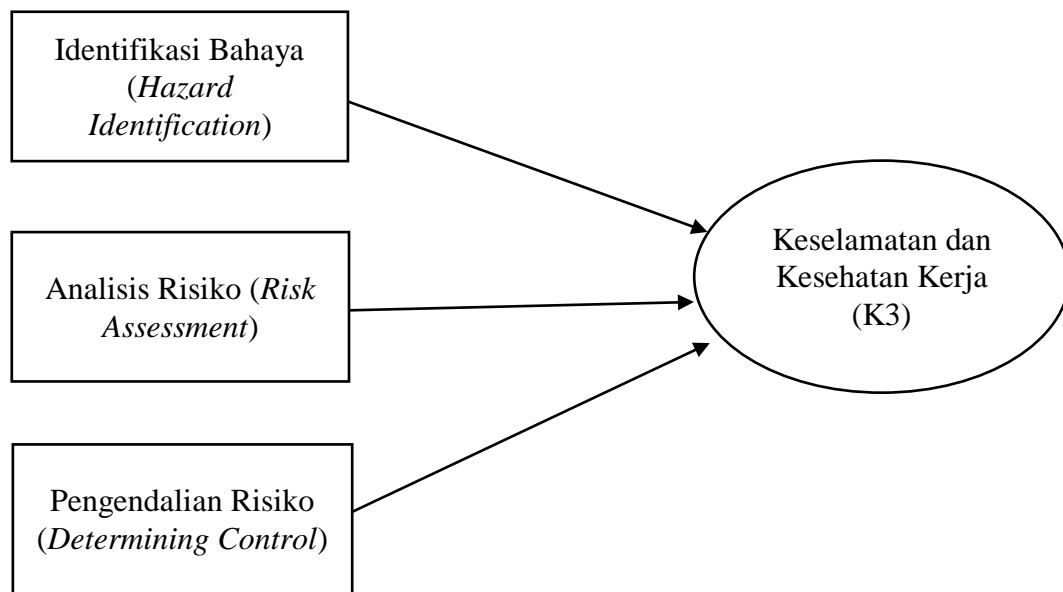 Identifikasi Bahaya
(Hazard
Identification)
Analisis Risiko (Risk
Assessment)
Pengendalian Risiko
(Determining Control)
Keselamatan dan
Kesehatan Kerja
(K3)